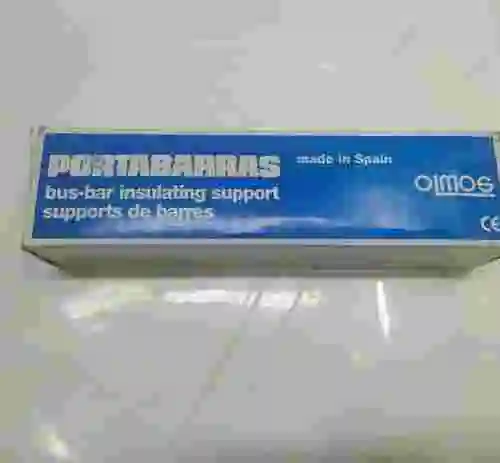 PORTABARRAS
made in Spain
bus-bar insulating support
supports de barres
OLMOS
CE